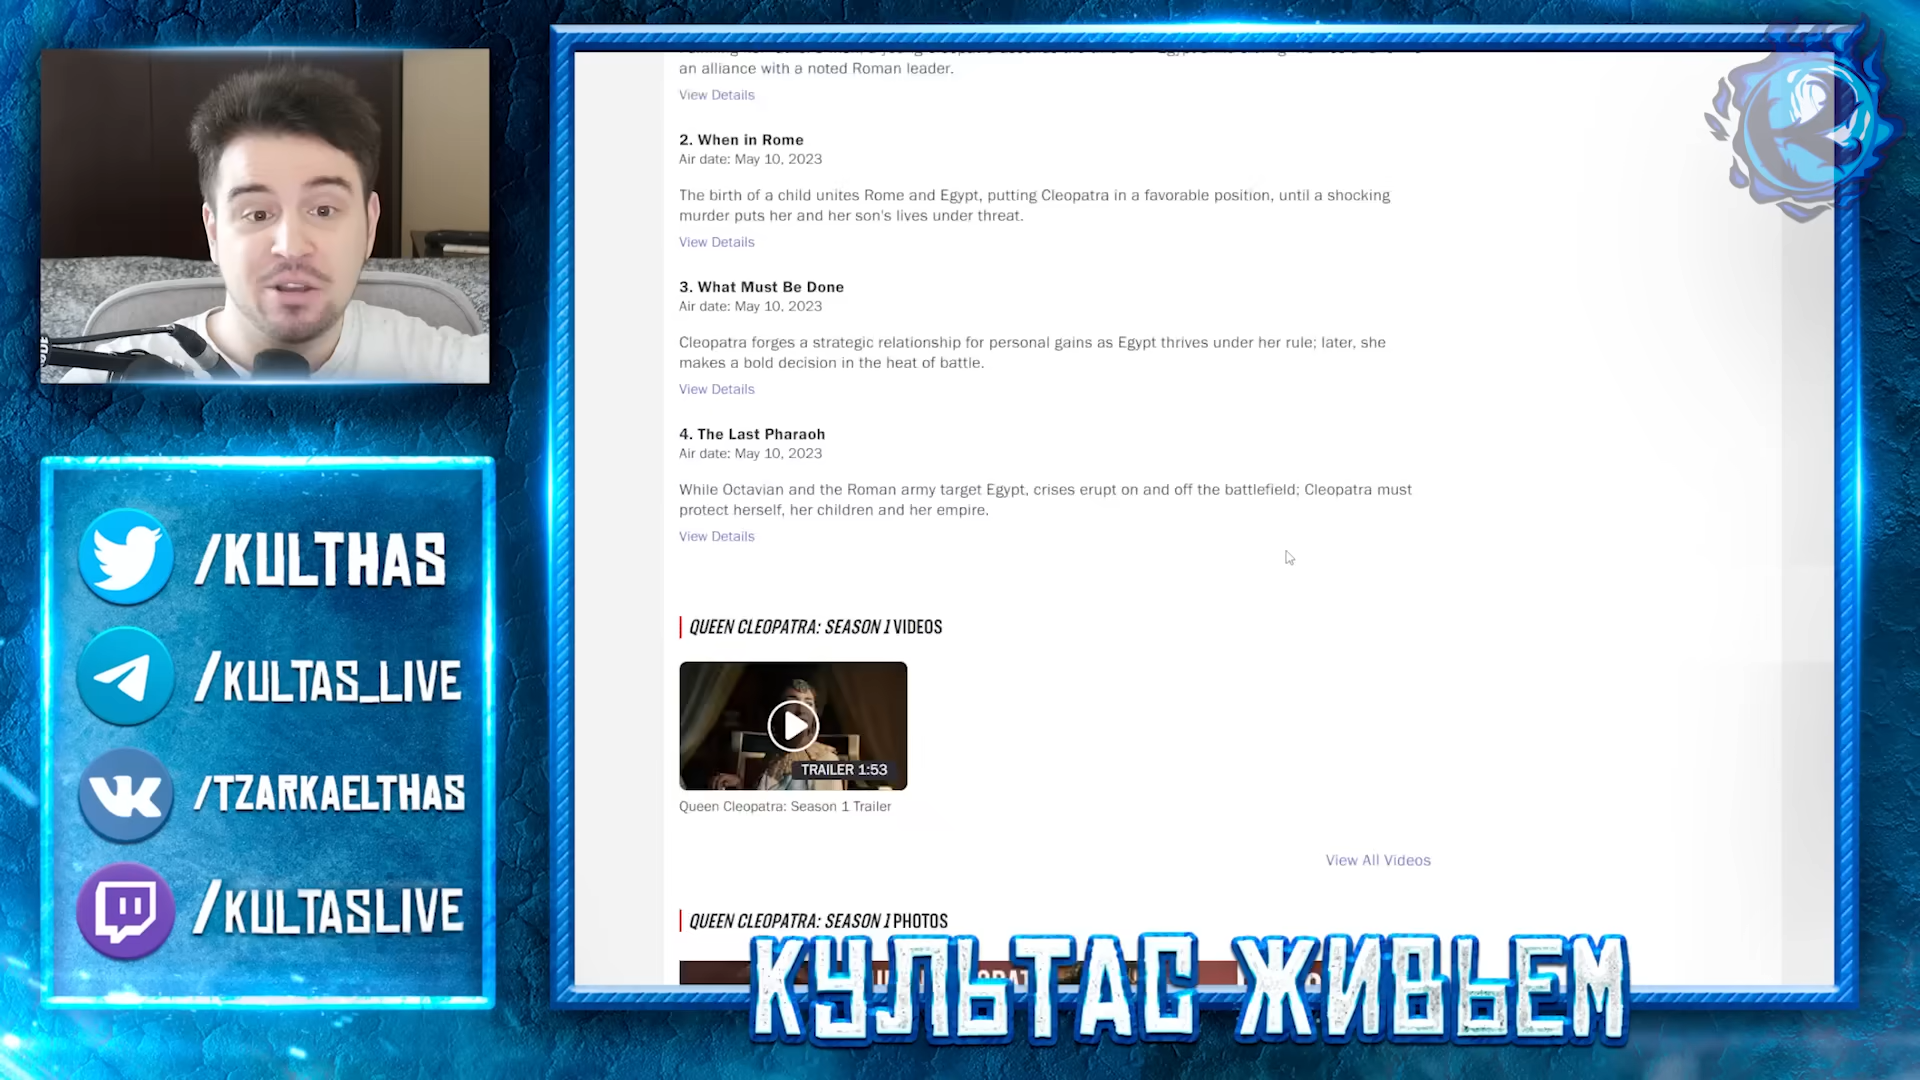 an alliance with a noted Roman leader.
View Details
2. When in Rome
Air date: May 10, 2023
The birth of a child unites Rome and Egypt, putting Cleopatra in a favorable position, until a shocking
murder puts her and her son's lives under threat.
View Details
3. What Must Be Done
Air date: May 10, 2023
Cleopatra forges a strategic relationship for personal gains as Egypt thrives under her rule; later, she
makes a bold decision in the heat of battle.
View Details
4. The Last Pharaoh
Air date: May 10, 2023
While Octavian and the Roman army target Egypt, crises erupt on and off the battlefield; Cleopatra must
protect herself, her children and her empire.
View Details
QUEEN CLEOPATRA: SEASON 1 VIDEOS
TRAILER 1:53
Queen Cleopatra: Season 1 Trailer
View All Videos
QUEEN CLEOPATRA: SEASON 1 PHOTOS
/KULTHAS
/KULTAS_LIVE
/TZARKAELTHAS
/KULTASLIVE
КУЛЬТАС ЖИВЬЕМ